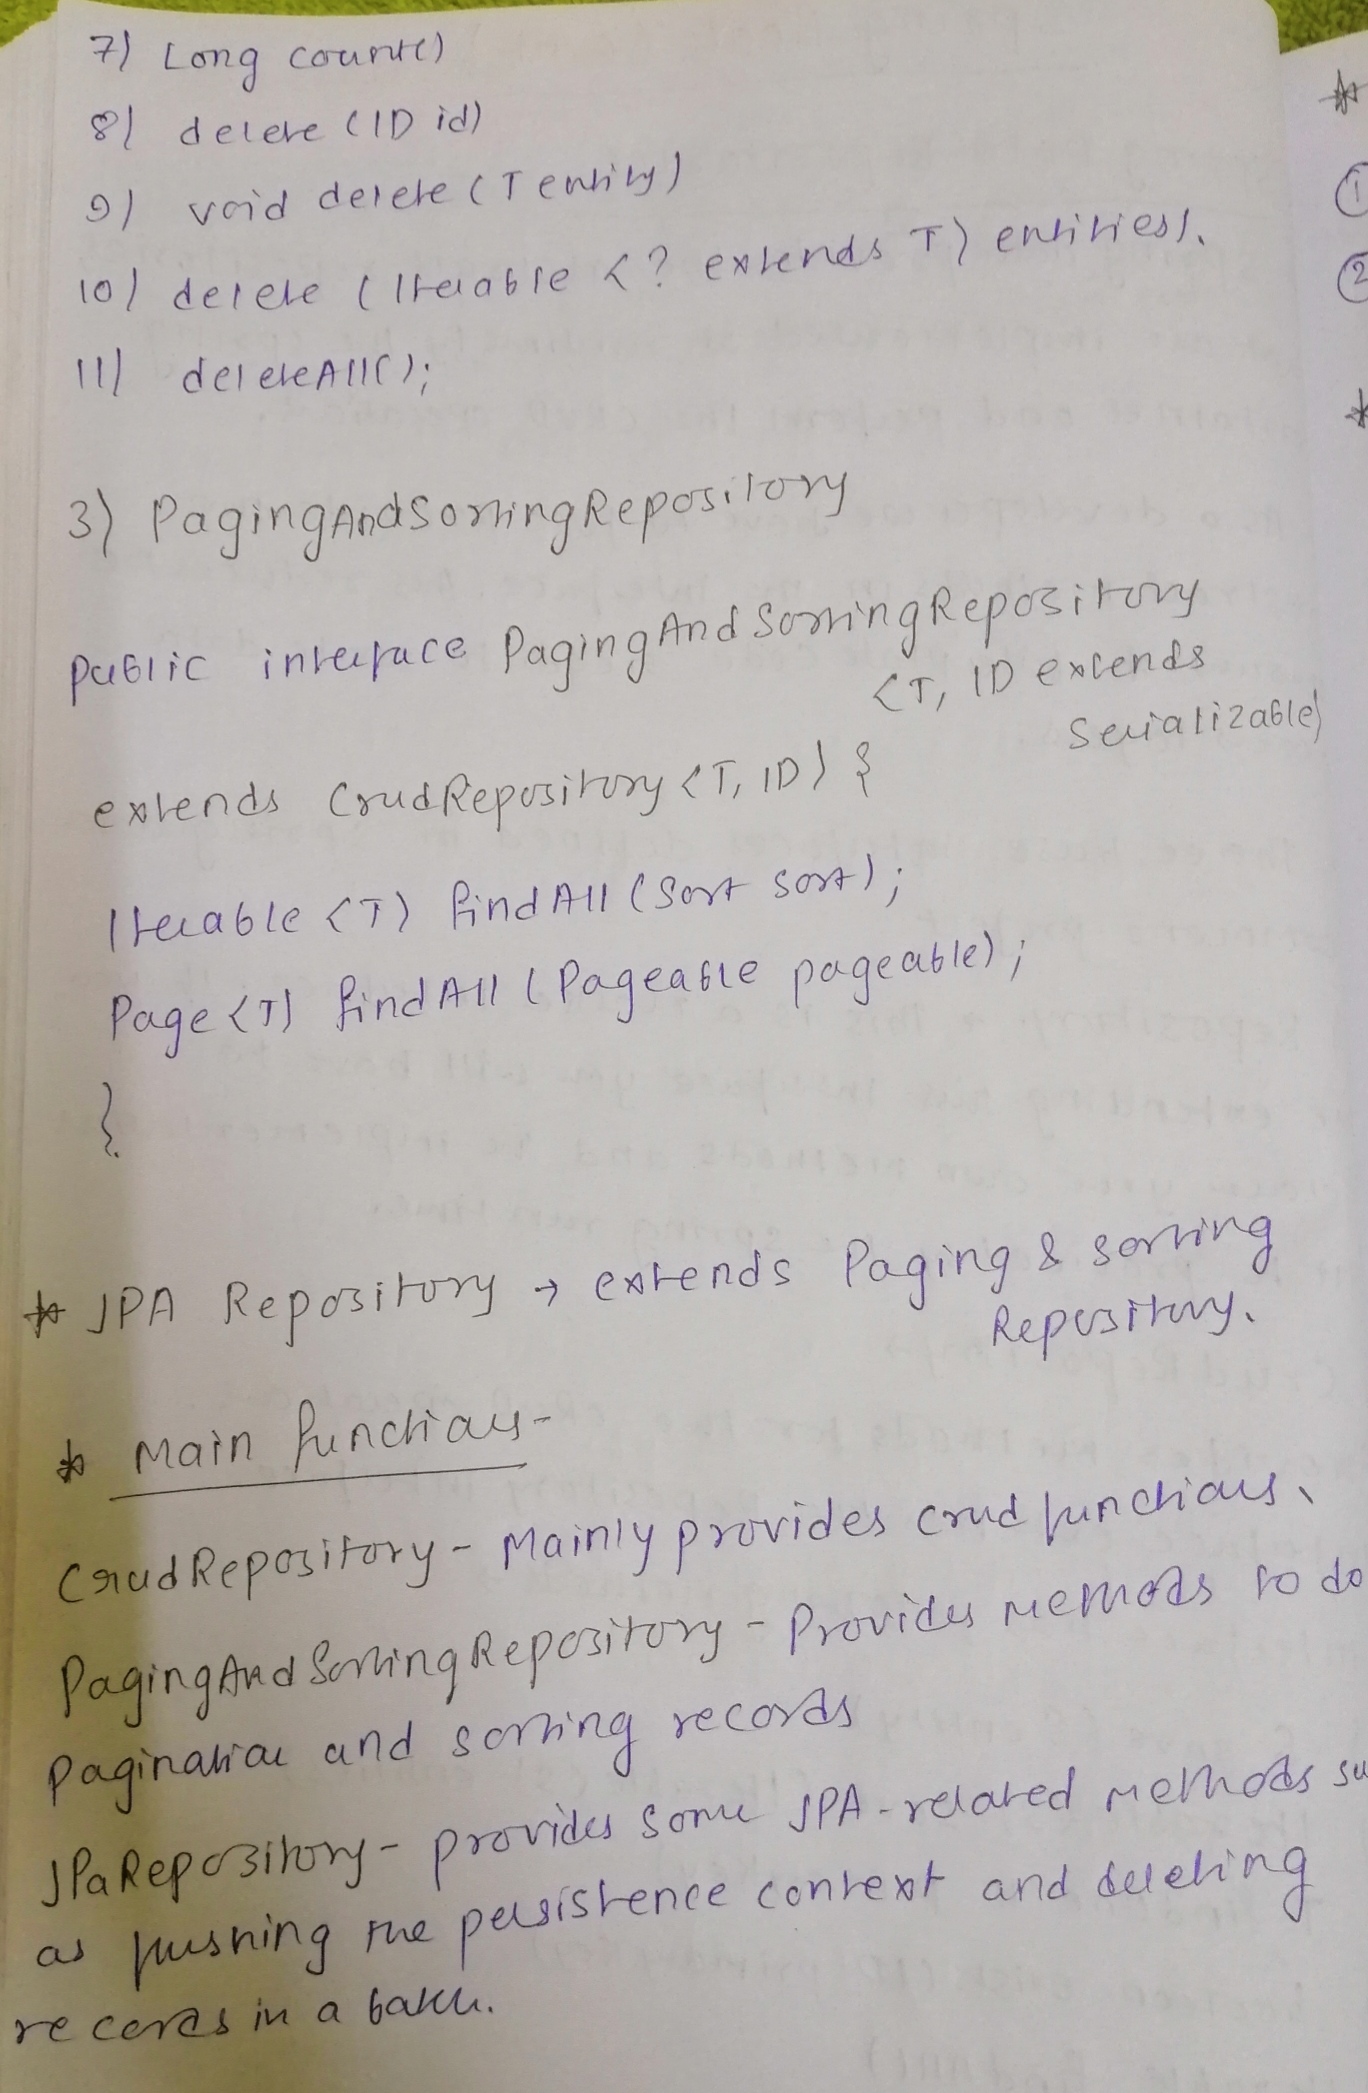 7) Long count()
8) delete (ID id)
9) void delete (T entity)
10) delete (Iterable <? extends T> entities).
11) deleteAll();
3) PagingAndSortingRepository
public interface PagingAndSortingRepository
<T, ID extends
Serializable>
extends CrudRepository <T, ID> {
Iterable <T> findAll (Sort sort);
Page <T> findAll (Pageable pageable);
}
* JPA Repository → extends Paging & sorting
Repository.
* Main functions-
CrudRepository - Mainly provides crud functions.
PagingAndSortingRepository - Provides methods to do
pagination and sorting records
JPaRepository - provides some JPA-related methods su
as flushing the persistence context and deleting
records in a batch.
*
1
2
*